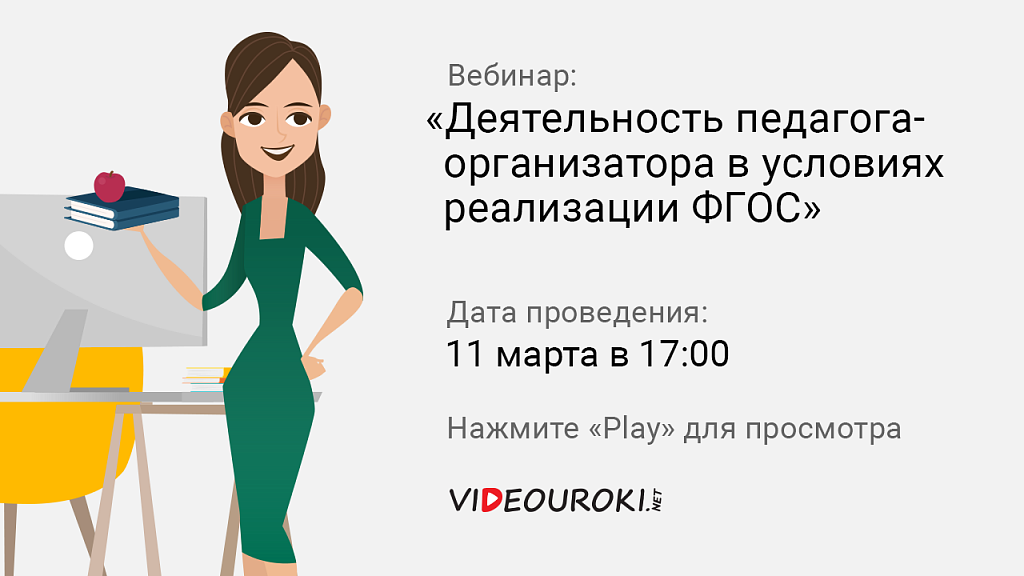 Вебинар:
«Деятельность педагога-
организатора в условиях
реализации ФГОС»
Дата проведения:
11 марта в 17:00
Нажмите «Play» для просмотра
VIDEOUROKI.NET